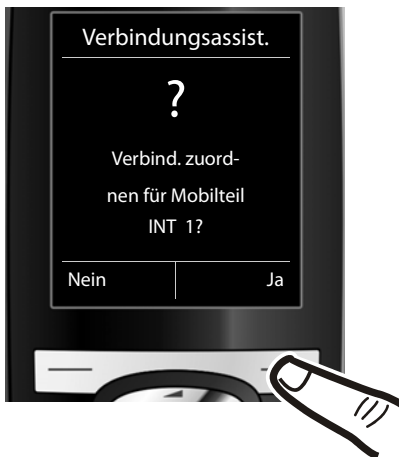 Verbindungsassist.
?
Verbind. zuord-
nen für Mobilteil
INT 1?
Nein Ja